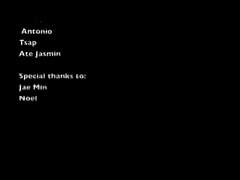 Antonio
Tsap
Ate Jasmin
Special thanks to:
Jae Min
Noel